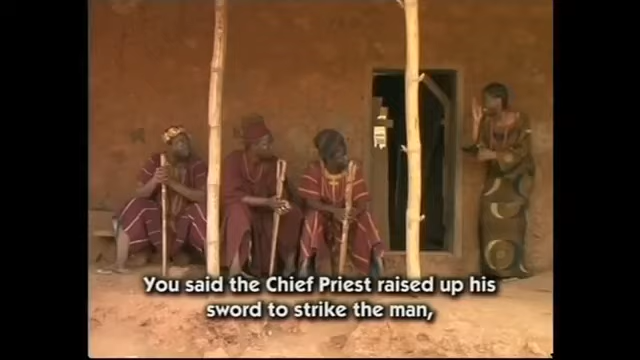 You said the Chief Priest raised up his
sword to strike the man,